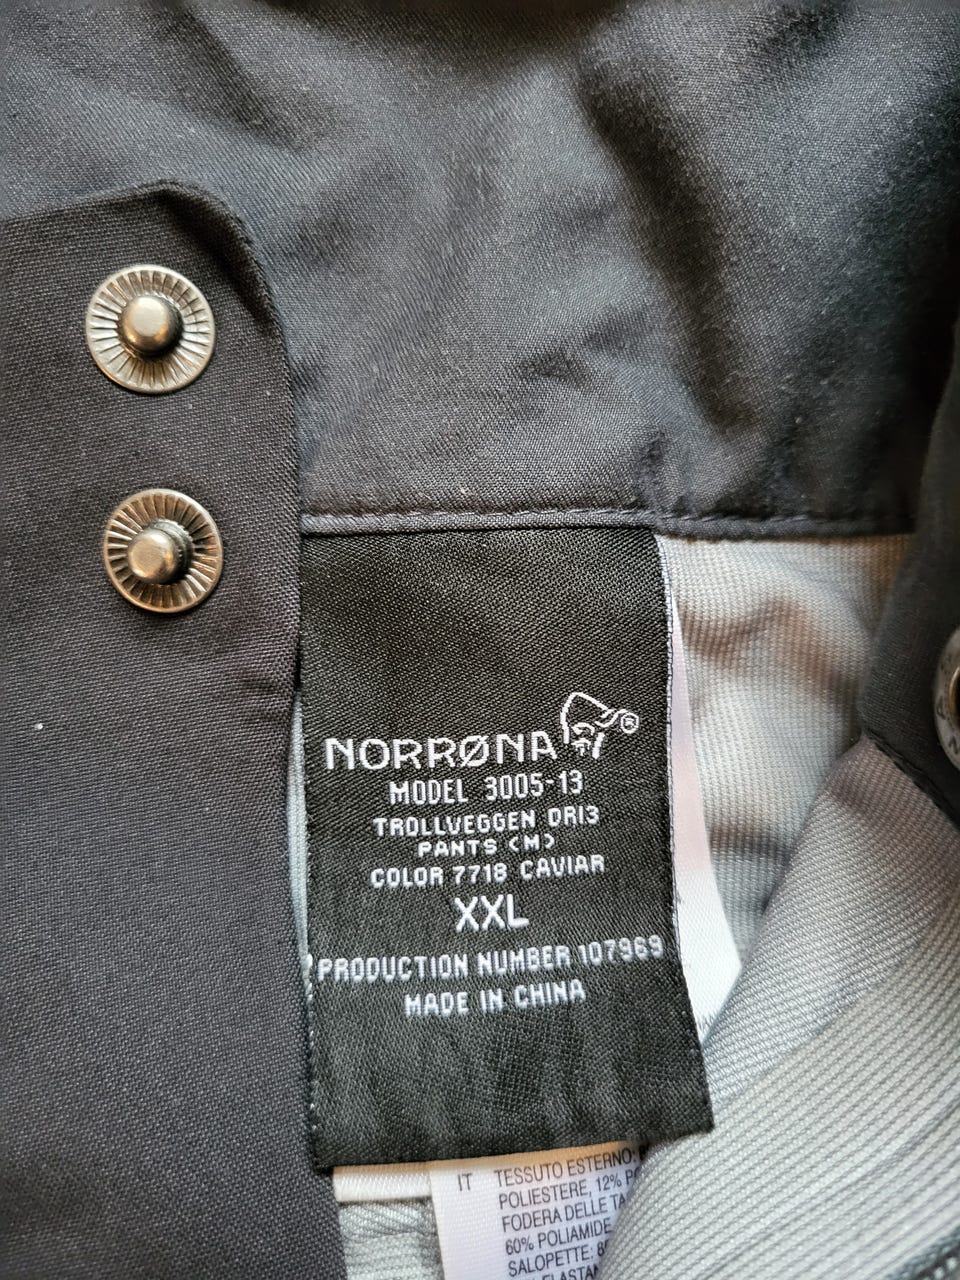 NORRØNA ®
MODEL 3005-13
TROLLVEGGEN DRI3
PANTS (M)
COLOR 7718 CAVIAR
XXL
PRODUCTION NUMBER 107969
MADE IN CHINA
IT TESSUTO ESTERNO:
POLIESTERE, 12%
FODERA DELLE
60% POLIAMIDE
SALOPETTE: